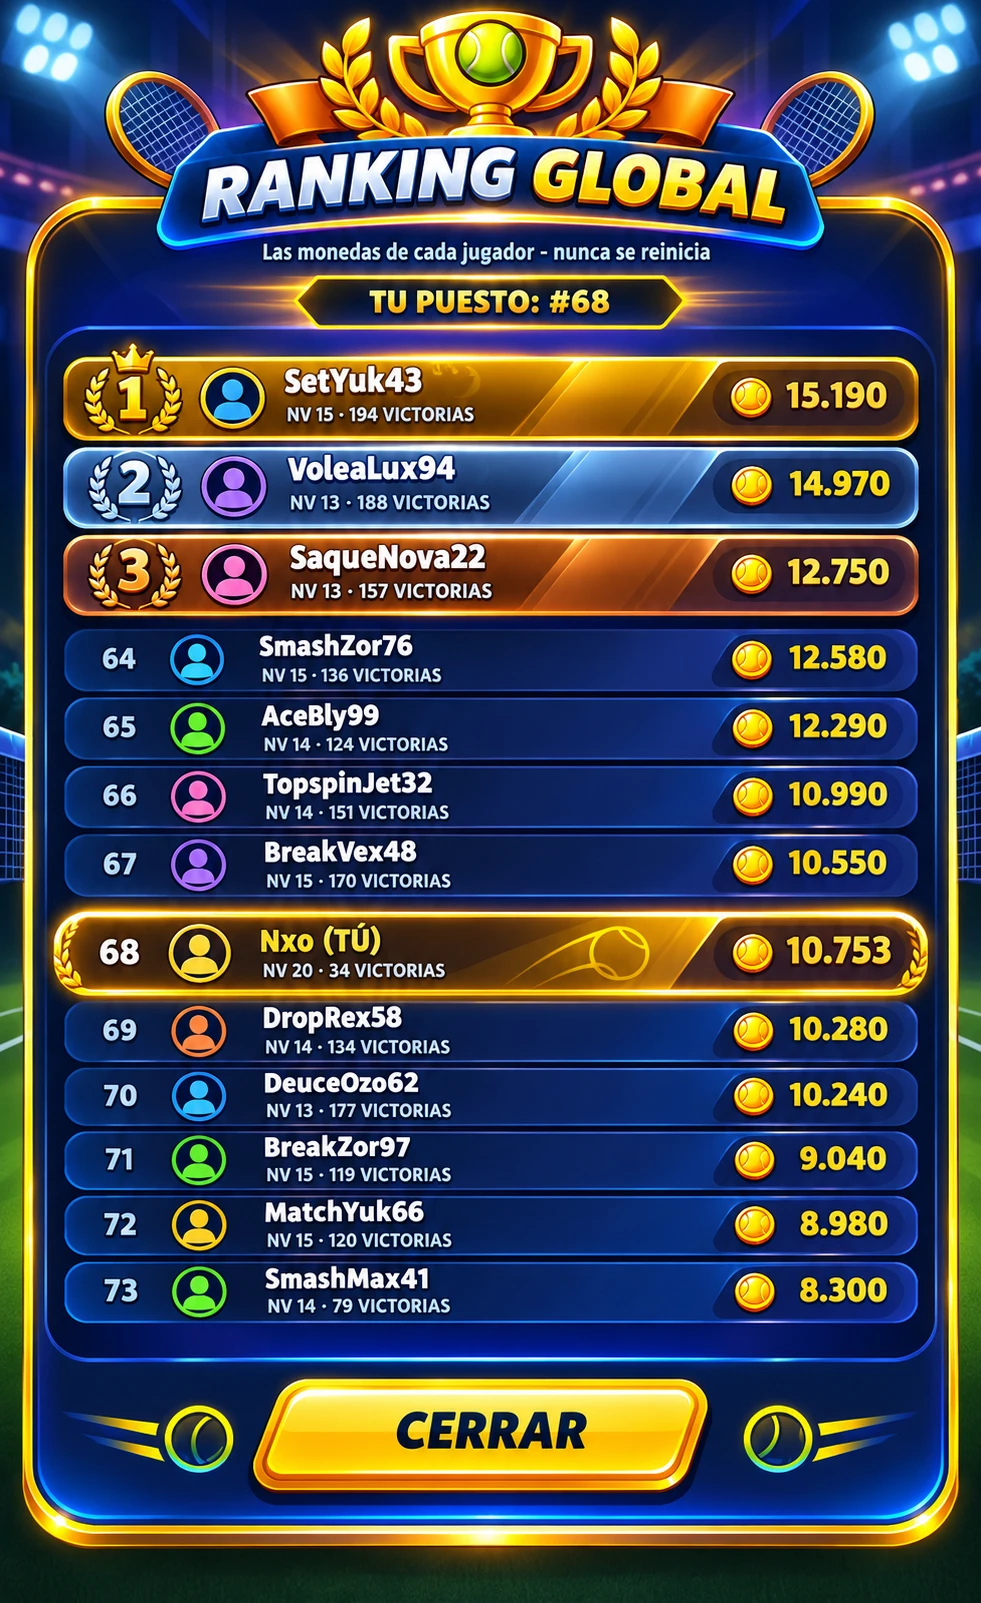 RANKING GLOBAL
Las monedas de cada jugador - nunca se reinicia
TU PUESTO: #68
1
SetYuk43
NV 15 · 194 VICTORIAS
15.190
2
VoleaLux94
NV 13 · 188 VICTORIAS
14.970
3
SaqueNova22
NV 13 · 157 VICTORIAS
12.750
64
SmashZor76
NV 15 · 136 VICTORIAS
12.580
65
AceBly99
NV 14 · 124 VICTORIAS
12.290
66
TopspinJet32
NV 14 · 151 VICTORIAS
10.990
67
BreakVex48
NV 15 · 170 VICTORIAS
10.550
68
Nxo (TÚ)
NV 20 · 34 VICTORIAS
10.753
69
DropRex58
NV 14 · 134 VICTORIAS
10.280
70
DeuceOzo62
NV 13 · 177 VICTORIAS
10.240
71
BreakZor97
NV 15 · 119 VICTORIAS
9.040
72
MatchYuk66
NV 15 · 120 VICTORIAS
8.980
73
SmashMax41
NV 14 · 79 VICTORIAS
8.300
CERRAR